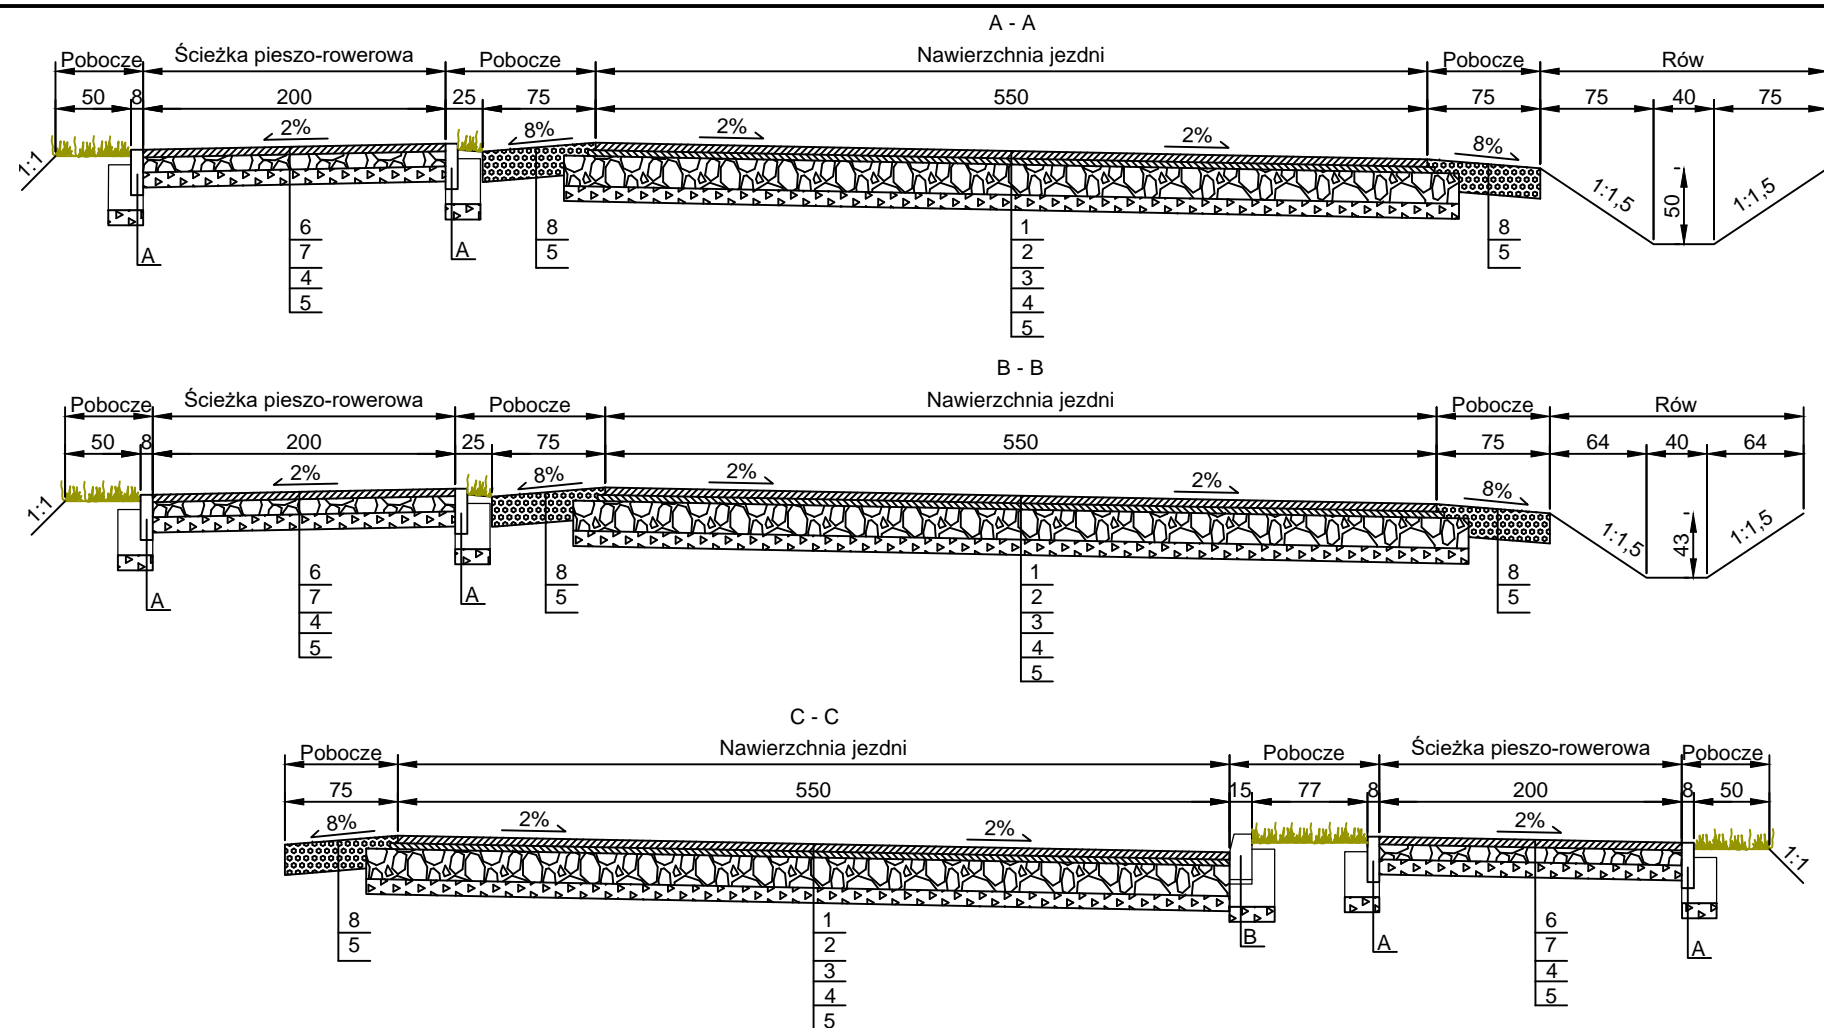 A - A
Pobocze Ścieżka pieszo-rowerowa Pobocze Nawierzchnia jezdni Pobocze Rów
50 8 200 25 75 550 75 75 40 75
1:1 2% 8% 2% 2% 8% 1:1,5 50 1:1,5
A 6 7 4 5 A 8 5 1 2 3 4 5 8 5
B - B
Pobocze Ścieżka pieszo-rowerowa Pobocze Nawierzchnia jezdni Pobocze Rów
50 8 200 25 75 550 75 64 40 64
1:1 2% 8% 2% 2% 8% 1:1,5 43 1:1,5
A 6 7 4 5 A 8 5 1 2 3 4 5 8 5
C - C
Pobocze Nawierzchnia jezdni Pobocze Ścieżka pieszo-rowerowa Pobocze
75 550 15 77 8 200 8 50
8% 2% 2% 2% 1:1
8 5 1 2 3 4 5 B A 6 7 4 5 A